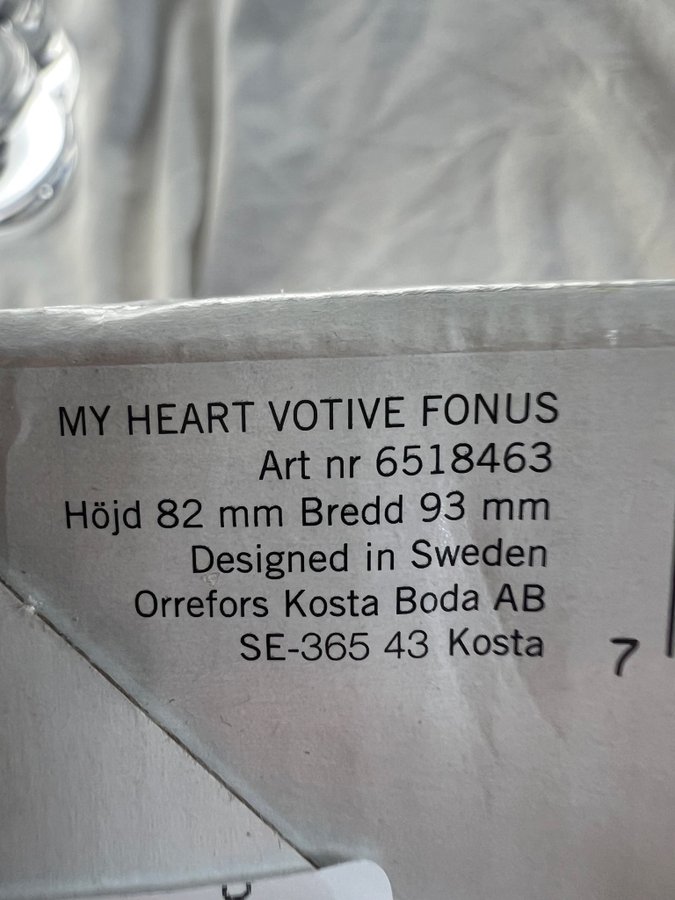 MY HEART VOTIVE FONUS
Art nr 6518463
Höjd 82 mm Bredd 93 mm
Designed in Sweden
Orrefors Kosta Boda AB
SE-365 43 Kosta
7